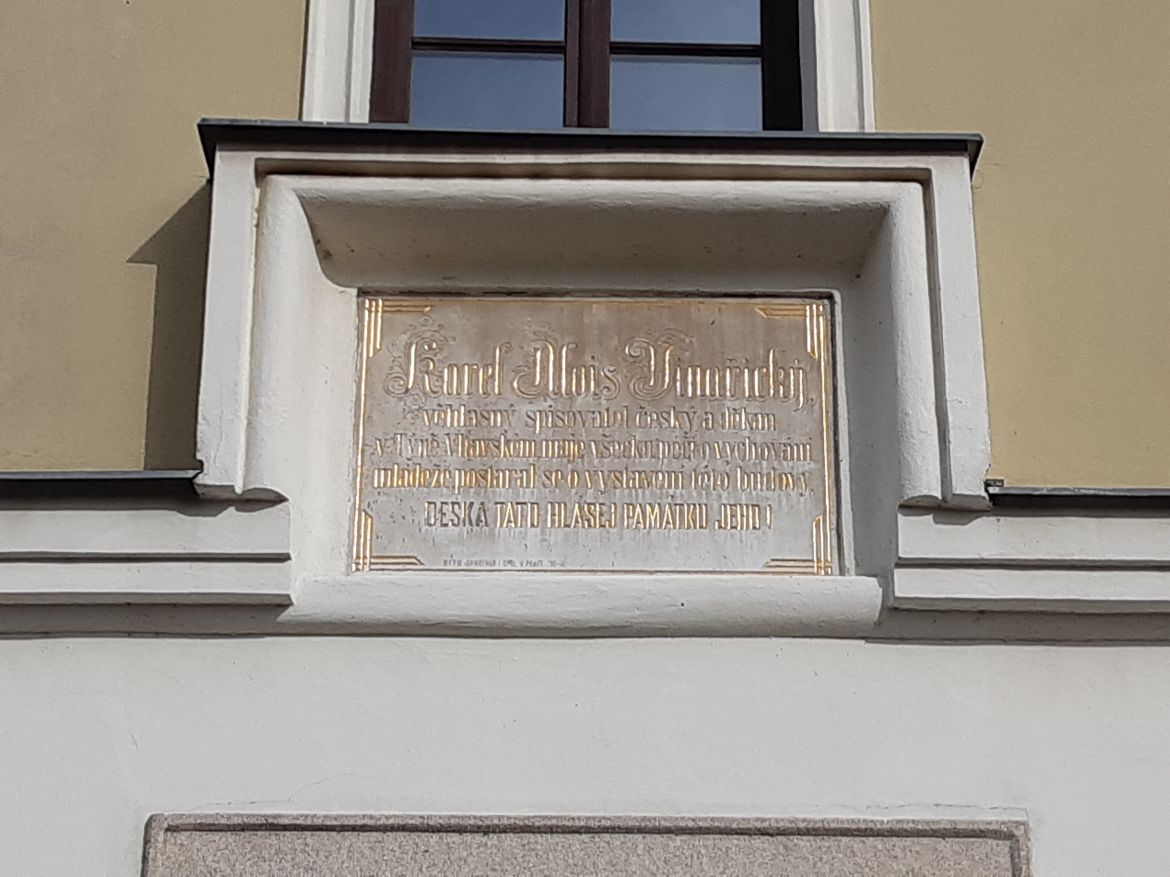 Karel Alois Vinařický,
věhlasný spisovatel český a děkan
v Týně Vltavském, maje všecku péči o vychování
mládeže, postaral se o vystavení této budovy.
DESKA TATO HLÁSEJ PAMÁTKU JEHO!